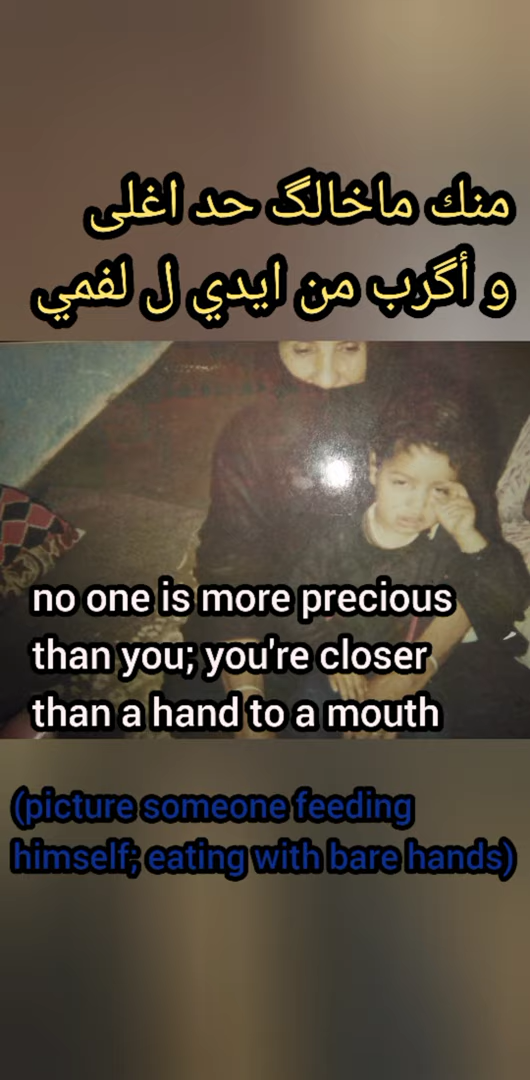 منك ماخالگ حد اغلى
و أگرب من ايدي ل لفمي
no one is more precious
than you; you're closer
than a hand to a mouth
(picture someone feeding
himself; eating with bare hands)